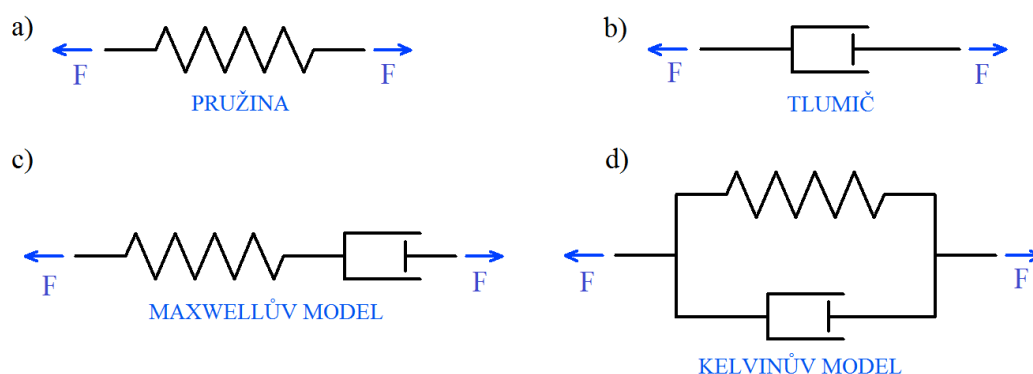 a)
F
F
PRUŽINA
b)
F
F
TLUMIČ
c)
F
F
MAXWELLŮV MODEL
d)
F
F
KELVINŮV MODEL